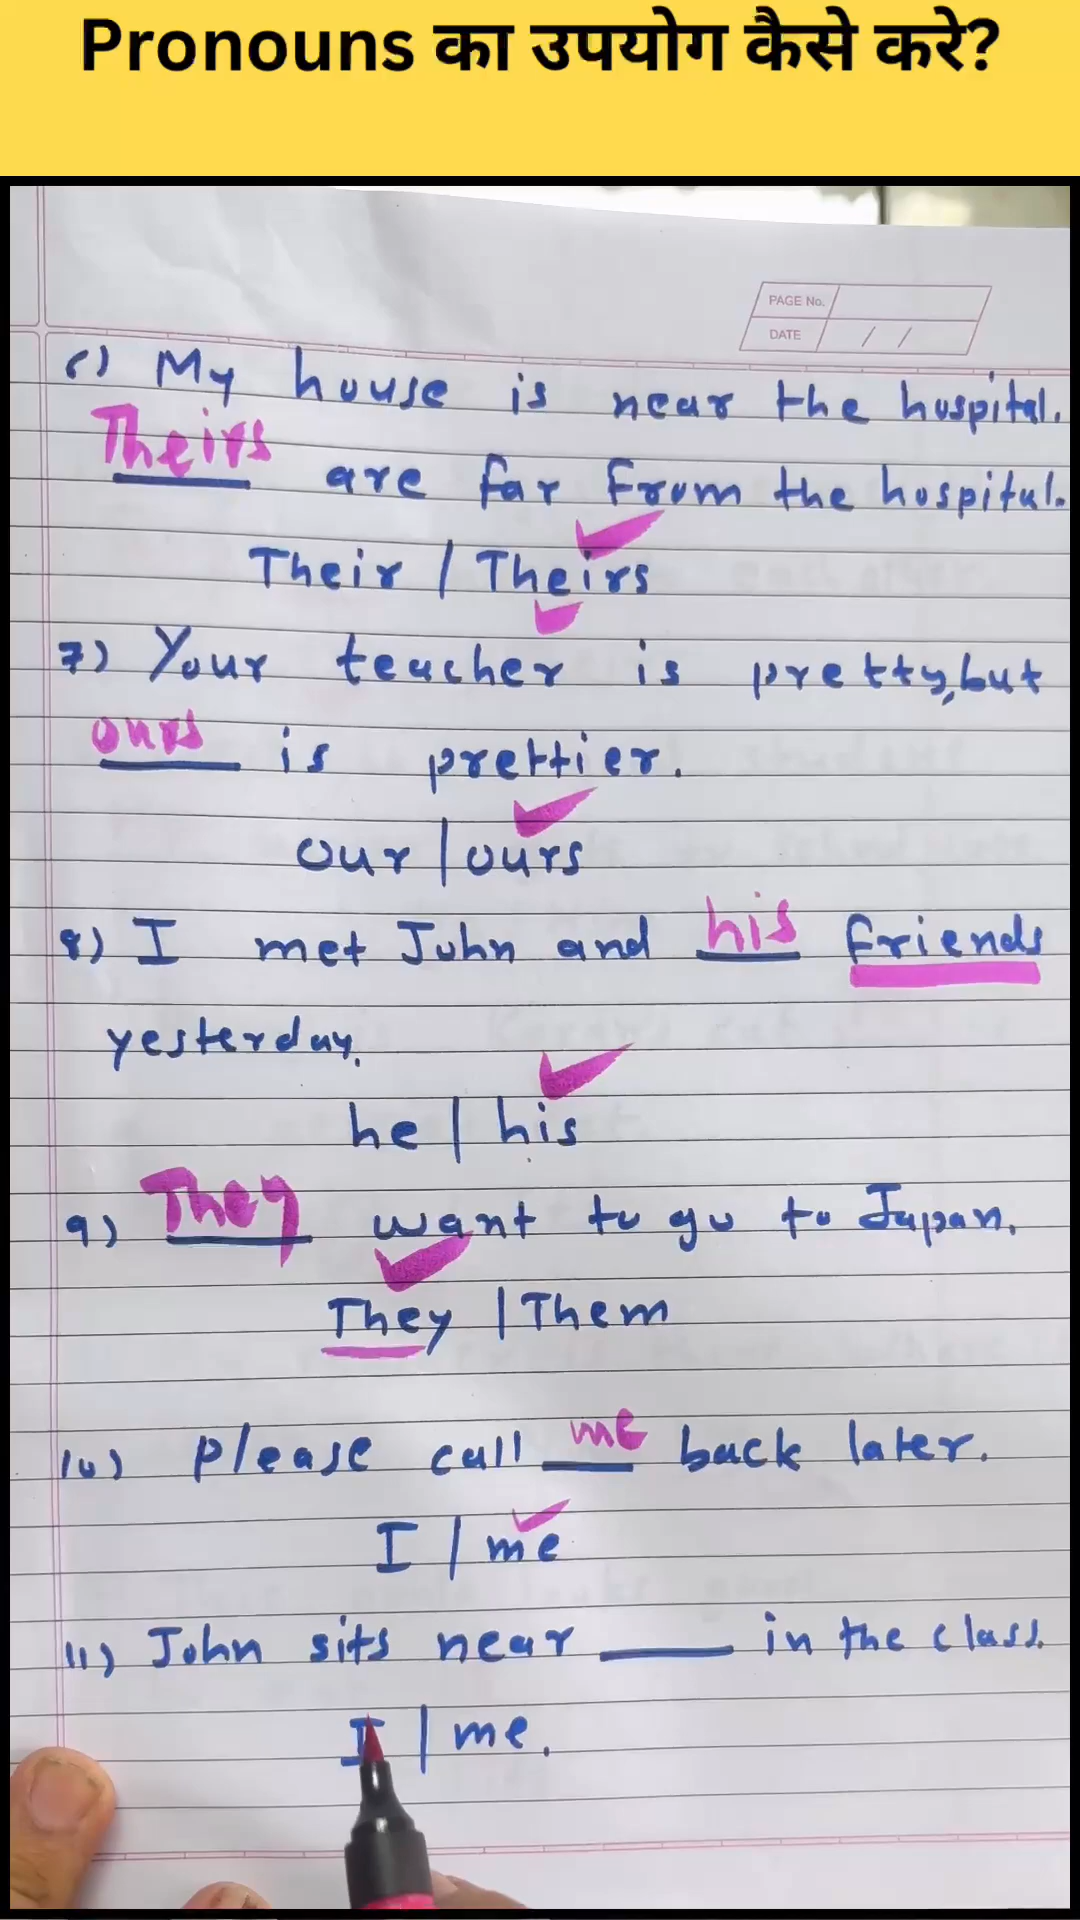 Pronouns का उपयोग कैसे करे?
PAGE No.
DATE / /
6) My house is near the hospital.
Theirs are far from the hospital.
Their / Theirs
7) Your teacher is pretty, but
ours is prettier.
our / ours
8) I met John and his friends
yesterday.
he / his
9) They want to go to Japan.
They / Them
10) Please call me back later.
I / me
11) John sits near ____ in the class.
I / me.